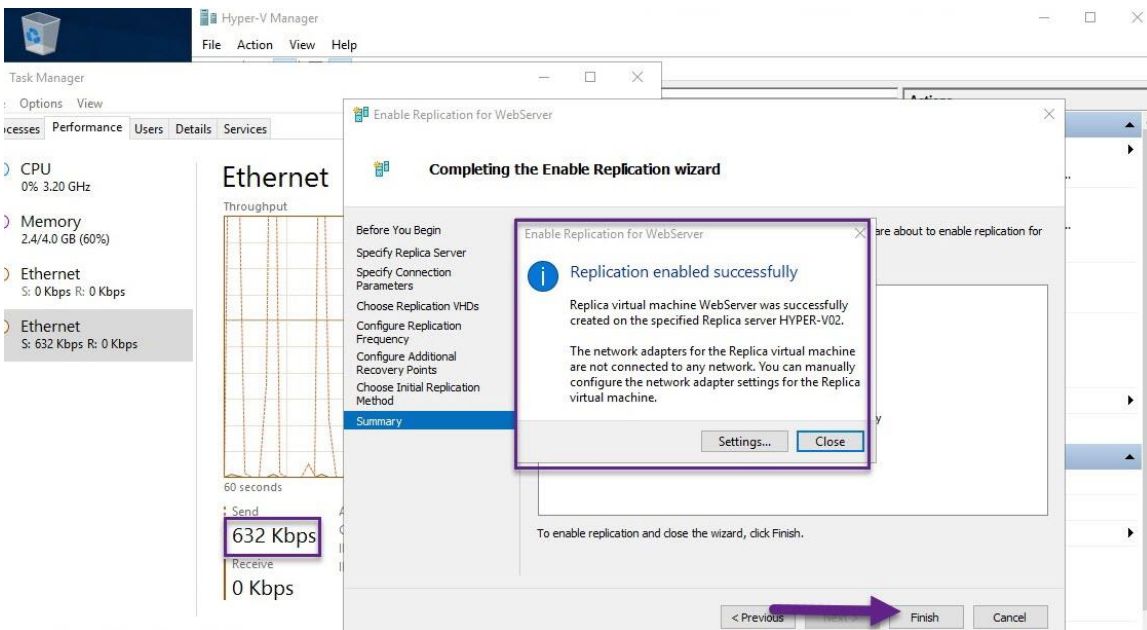 Hyper-V Manager
File Action View Help
Task Manager
Options View
Performance Users Details Services
CPU
0% 3.20 GHz
Memory
2.4/4.0 GB (60%)
Ethernet
S: 0 Kbps R: 0 Kbps
Ethernet
S: 632 Kbps R: 0 Kbps
Ethernet
Throughput
60 seconds
Send
632 Kbps
Receive
0 Kbps
Enable Replication for WebServer
Completing the Enable Replication wizard
Before You Begin
Specify Replica Server
Specify Connection
Parameters
Choose Replication VHDs
Configure Replication
Frequency
Configure Additional
Recovery Points
Choose Initial Replication
Method
Summary
are about to enable replication for
Enable Replication for WebServer
Replication enabled successfully
Replica virtual machine WebServer was successfully
created on the specified Replica server HYPER-V02.
The network adapters for the Replica virtual machine
are not connected to any network. You can manually
configure the network adapter settings for the Replica
virtual machine.
Settings... Close
To enable replication and close the wizard, click Finish.
< Previous Finish Cancel